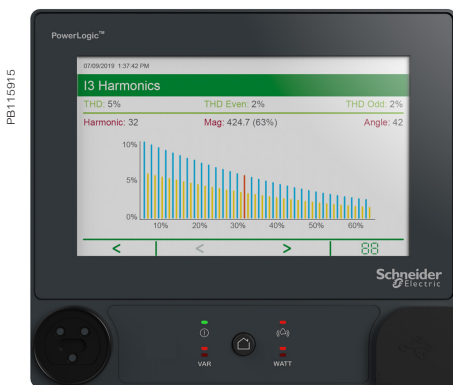 PB115915
PowerLogic™
07/09/2019 1:37:42 PM
I3 Harmonics
THD: 5% THD Even: 2% THD Odd: 2%
Harmonic: 32 Mag: 424.7 (63%) Angle: 42
10%
5%
0%
10% 20% 30% 40% 50% 60%
< < > 88
Schneider
Electric
VAR WATT